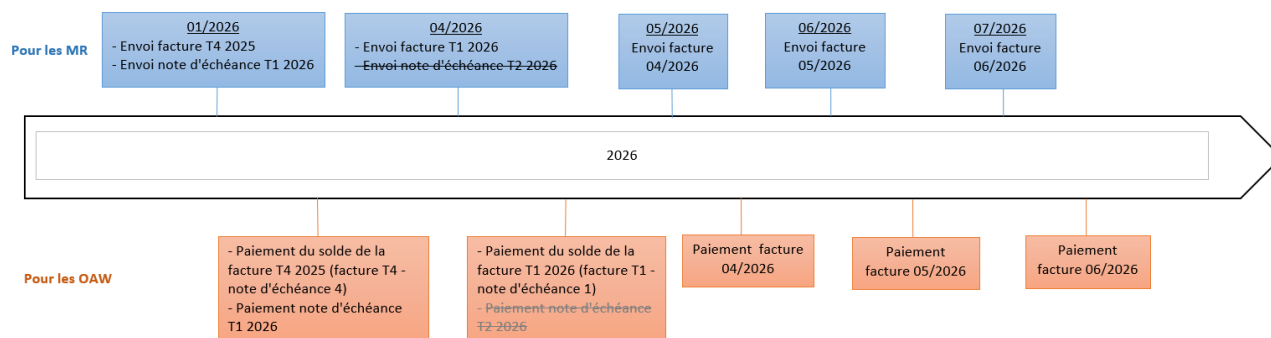 Pour les MR
01/2026
- Envoi facture T4 2025
- Envoi note d'échéance T1 2026
04/2026
- Envoi facture T1 2026
- Envoi note d'échéance T2 2026
05/2026
Envoi facture
04/2026
06/2026
Envoi facture
05/2026
07/2026
Envoi facture
06/2026
2026
Pour les OAW
- Paiement du solde de la
facture T4 2025 (facture T4 -
note d'échéance 4)
- Paiement note d'échéance
T1 2026
- Paiement du solde de la
facture T1 2026 (facture T1 -
note d'échéance 1)
- Paiement note d'échéance
T2 2026
Paiement facture
04/2026
Paiement
facture 05/2026
Paiement
facture 06/2026